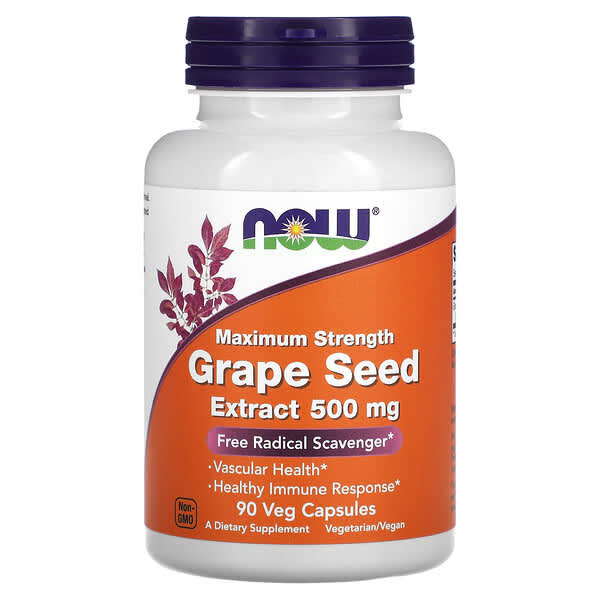 NOW®
Maximum Strength
Grape Seed
Extract 500 mg
Free Radical Scavenger*
• Vascular Health*
• Healthy Immune Response*
90 Veg Capsules
Non-
GMO
A Dietary Supplement Vegetarian/Vegan